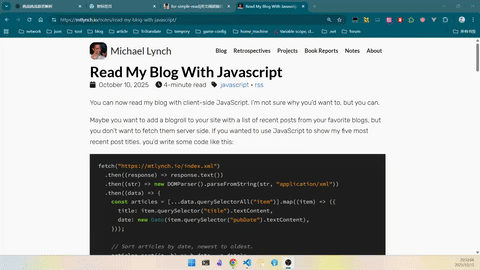 Read My Blog With Javascript
https://mtlynch.io/notes/read-my-blog-with-javascript/
network
java
tool
root
article
tempory
game-config
home_machine
Variable scope, cl...
.net
forum
Michael Lynch
Blog Retrospectives Projects Book Reports Notes About
Read My Blog With Javascript
October 10, 2025 4-minute read javascript • rss
You can now read my blog with client-side JavaScript. I'm not sure why you'd want to, but you can.
Maybe you want to add a blogroll to your site with a list of recent posts from your favorite blogs, but
you don't want to fetch them server side. If you wanted to use JavaScript to show my five most
recent post titles, you'd write some code like this:
fetch("https://mtlynch.io/index.xml")
.then((response) => response.text())
.then((str) => new DOMParser().parseFromString(str, "application/xml"))
.then((data) => {
const articles = [...data.querySelectorAll("item")].map((item) => ({
title: item.querySelector("title").textContent,
date: new Date(item.querySelector("pubDate").textContent),
}));
// Sort articles by date, newest to oldest.